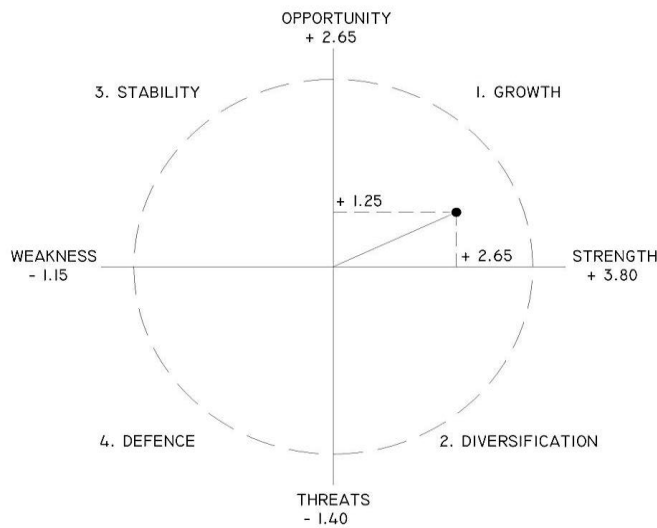 OPPORTUNITY
+ 2.65
3. STABILITY
1. GROWTH
+ 1.25
WEAKNESS
- 1.15
+ 2.65
STRENGTH
+ 3.80
4. DEFENCE
2. DIVERSIFICATION
THREATS
- 1.40